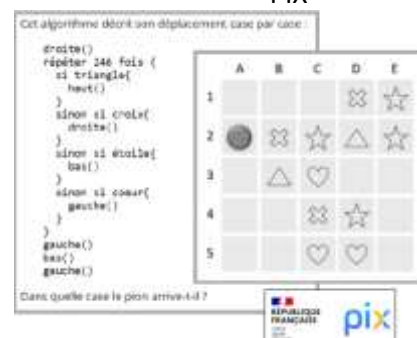 PIX
Cet algorithme décrit son déplacement case par case :
droite()
répéter 246 fois {
si triangle{
haut()
}
sinon si croix{
droite()
}
sinon si étoile{
bas()
}
sinon si coeur{
gauche()
}
}
gauche()
bas()
gauche()
Dans quelle case le pion arrive-t-il ?
A B C D E
1
2
3
4
5
RÉPUBLIQUE
FRANÇAISE
pix